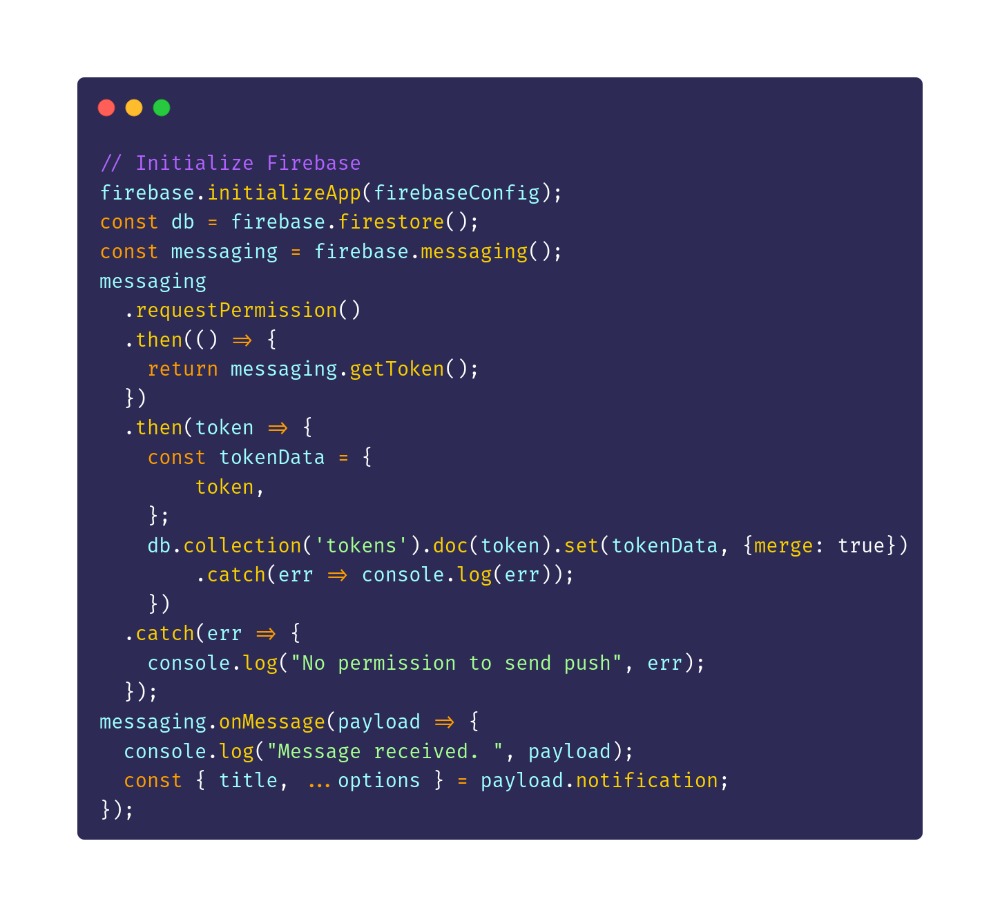 // Initialize Firebase
firebase.initializeApp(firebaseConfig);
const db = firebase.firestore();
const messaging = firebase.messaging();
messaging
  .requestPermission()
  .then(() => {
    return messaging.getToken();
  })
  .then(token => {
    const tokenData = {
        token,
    };
    db.collection('tokens').doc(token).set(tokenData, {merge: true})
        .catch(err => console.log(err));
    })
  .catch(err => {
    console.log("No permission to send push", err);
  });
messaging.onMessage(payload => {
  console.log("Message received. ", payload);
  const { title, ...options } = payload.notification;
});